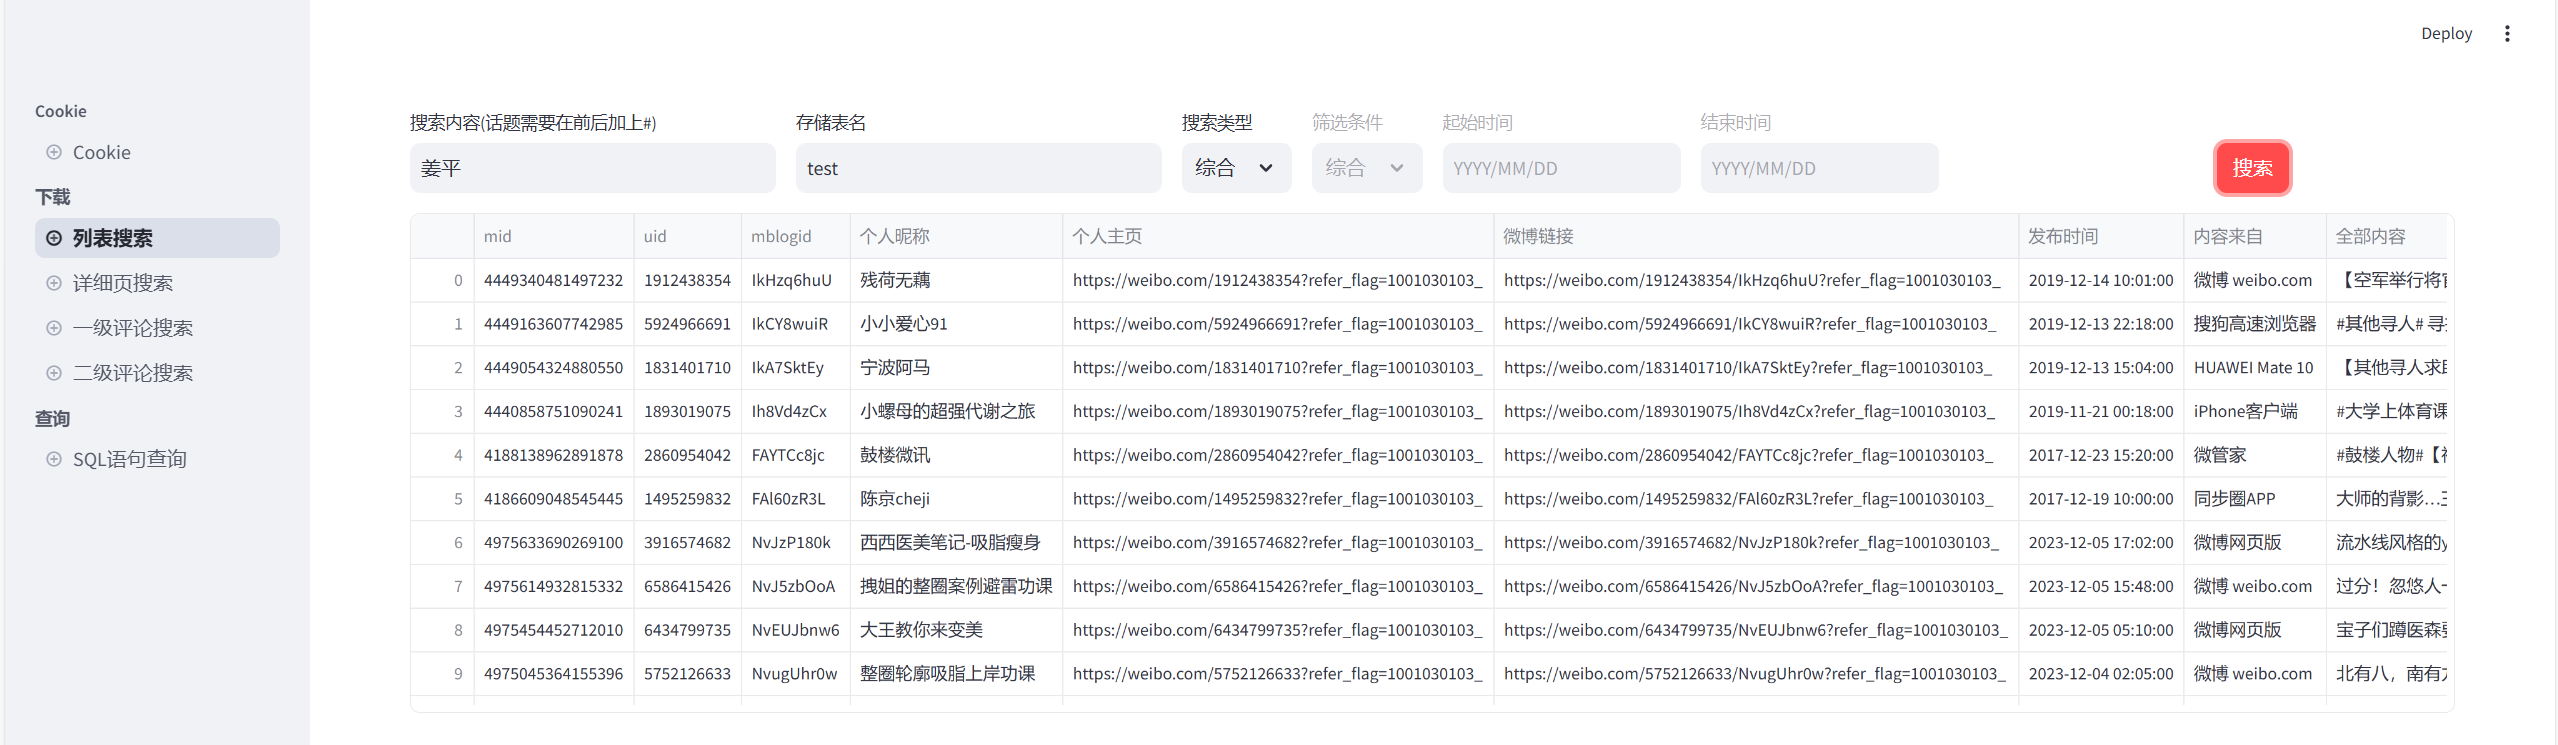 Deploy
Cookie
Cookie
下载
列表搜索
详细页搜索
一级评论搜索
二级评论搜索
查询
SQL语句查询
搜索内容(话题需要在前后加上#) 存储表名 搜索类型 筛选条件 起始时间 结束时间
姜平 test 综合 综合 YYYY/MM/DD YYYY/MM/DD 搜索
mid uid mblogid 个人昵称 个人主页 微博链接 发布时间 内容来自 全部内容
0 4449340481497232 1912438354 IkHzq6huU 残荷无藕 https://weibo.com/1912438354?refer_flag=1001030103_ https://weibo.com/1912438354/IkHzq6huU?refer_flag=1001030103_ 2019-12-14 10:01:00 微博 weibo.com 【空军举行将官
1 4449163607742985 5924966691 IkCY8wuiR 小小爱心91 https://weibo.com/5924966691?refer_flag=1001030103_ https://weibo.com/5924966691/IkCY8wuiR?refer_flag=1001030103_ 2019-12-13 22:18:00 搜狗高速浏览器 #其他寻人# 寻
2 4449054324880550 1831401710 IkA7SktEy 宁波阿马 https://weibo.com/1831401710?refer_flag=1001030103_ https://weibo.com/1831401710/IkA7SktEy?refer_flag=1001030103_ 2019-12-13 15:04:00 HUAWEI Mate 10 【其他寻人求助
3 4440858751090241 1893019075 Ih8Vd4zCx 小螺母的超强代谢之旅 https://weibo.com/1893019075?refer_flag=1001030103_ https://weibo.com/1893019075/Ih8Vd4zCx?refer_flag=1001030103_ 2019-11-21 00:18:00 iPhone客户端 #大学上体育课
4 4188138962891878 2860954042 FAYTCc8jc 鼓楼微讯 https://weibo.com/2860954042?refer_flag=1001030103_ https://weibo.com/2860954042/FAYTCc8jc?refer_flag=1001030103_ 2017-12-23 15:20:00 微管家 #鼓楼人物#【
5 4186609048545445 1495259832 FAl60zR3L 陈京cheji https://weibo.com/1495259832?refer_flag=1001030103_ https://weibo.com/1495259832/FAl60zR3L?refer_flag=1001030103_ 2017-12-19 10:00:00 同步圈APP 大师的背影…
6 4975633690269100 3916574682 NvJzP180k 西西医美笔记-吸脂瘦身 https://weibo.com/3916574682?refer_flag=1001030103_ https://weibo.com/3916574682/NvJzP180k?refer_flag=1001030103_ 2023-12-05 17:02:00 微博网页版 流水线风格的y
7 4975614932815332 6586415426 NvJ5zbOoA 拽姐的整圈案例避雷功课 https://weibo.com/6586415426?refer_flag=1001030103_ https://weibo.com/6586415426/NvJ5zbOoA?refer_flag=1001030103_ 2023-12-05 15:48:00 微博 weibo.com 过分！忽悠人
8 4975454452712010 6434799735 NvEUJbnw6 大王教你来变美 https://weibo.com/6434799735?refer_flag=1001030103_ https://weibo.com/6434799735/NvEUJbnw6?refer_flag=1001030103_ 2023-12-05 05:10:00 微博网页版 宝子们蹲医森
9 4975045364155396 5752126633 NvugUhr0w 整圈轮廓吸脂上岸功课 https://weibo.com/5752126633?refer_flag=1001030103_ https://weibo.com/5752126633/NvugUhr0w?refer_flag=1001030103_ 2023-12-04 02:05:00 微博 weibo.com 北有八，南有